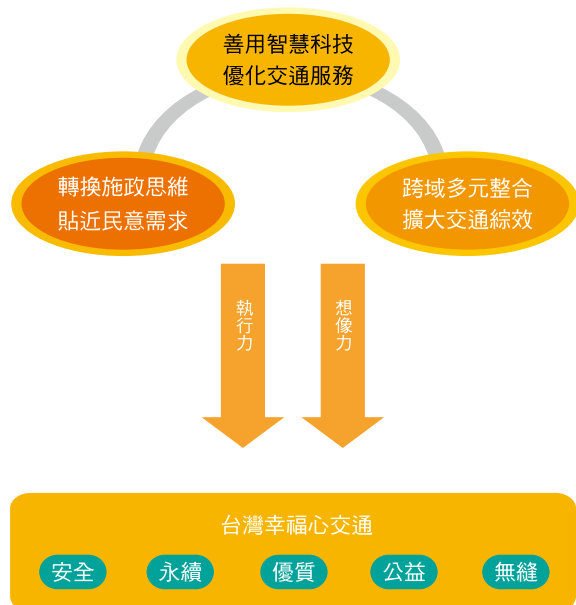 善用智慧科技
優化交通服務
轉換施政思維
貼近民意需求
跨域多元整合
擴大交通綜效
執行力
想像力
台灣幸福心交通
安全
永續
優質
公益
無縫